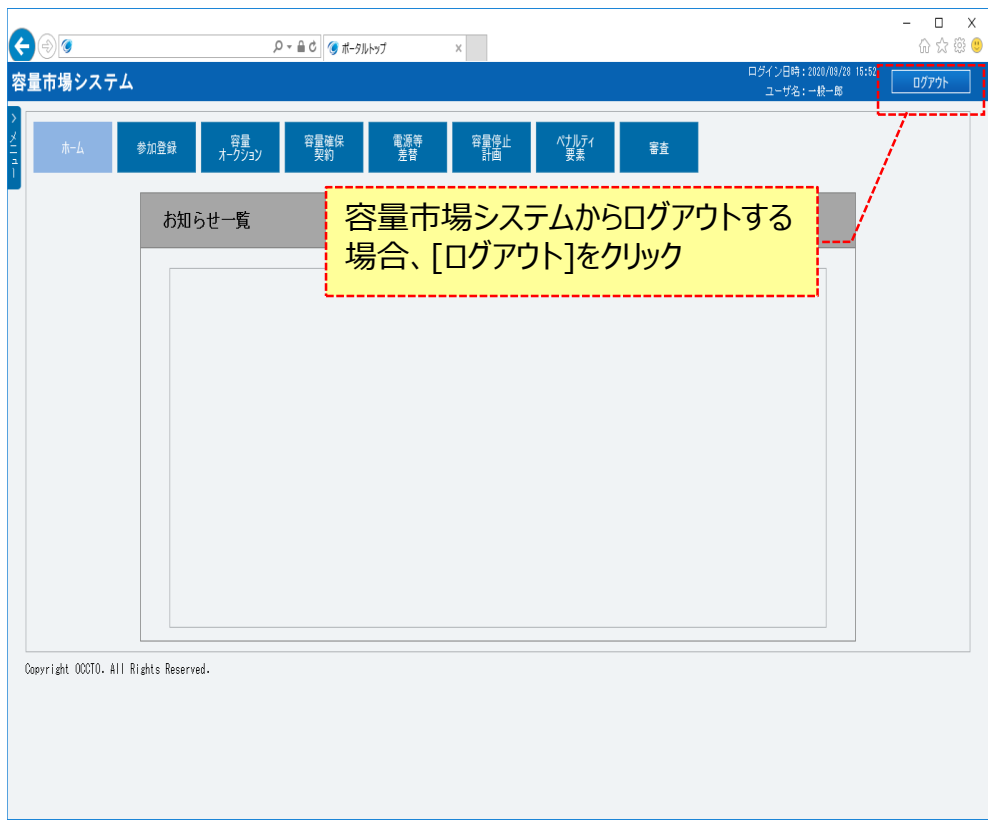 ポータルトップ
容量市場システム
ログイン日時：2020/09/28 15:52
ユーザ名：一般一郎
ログアウト
メニュー
ホーム
参加登録
容量
オークション
容量確保
契約
電源等
差替
容量停止
計画
ペナルティ
要素
審査
お知らせ一覧
容量市場システムからログアウトする
場合、[ログアウト]をクリック
Copyright OCCTO. All Rights Reserved.